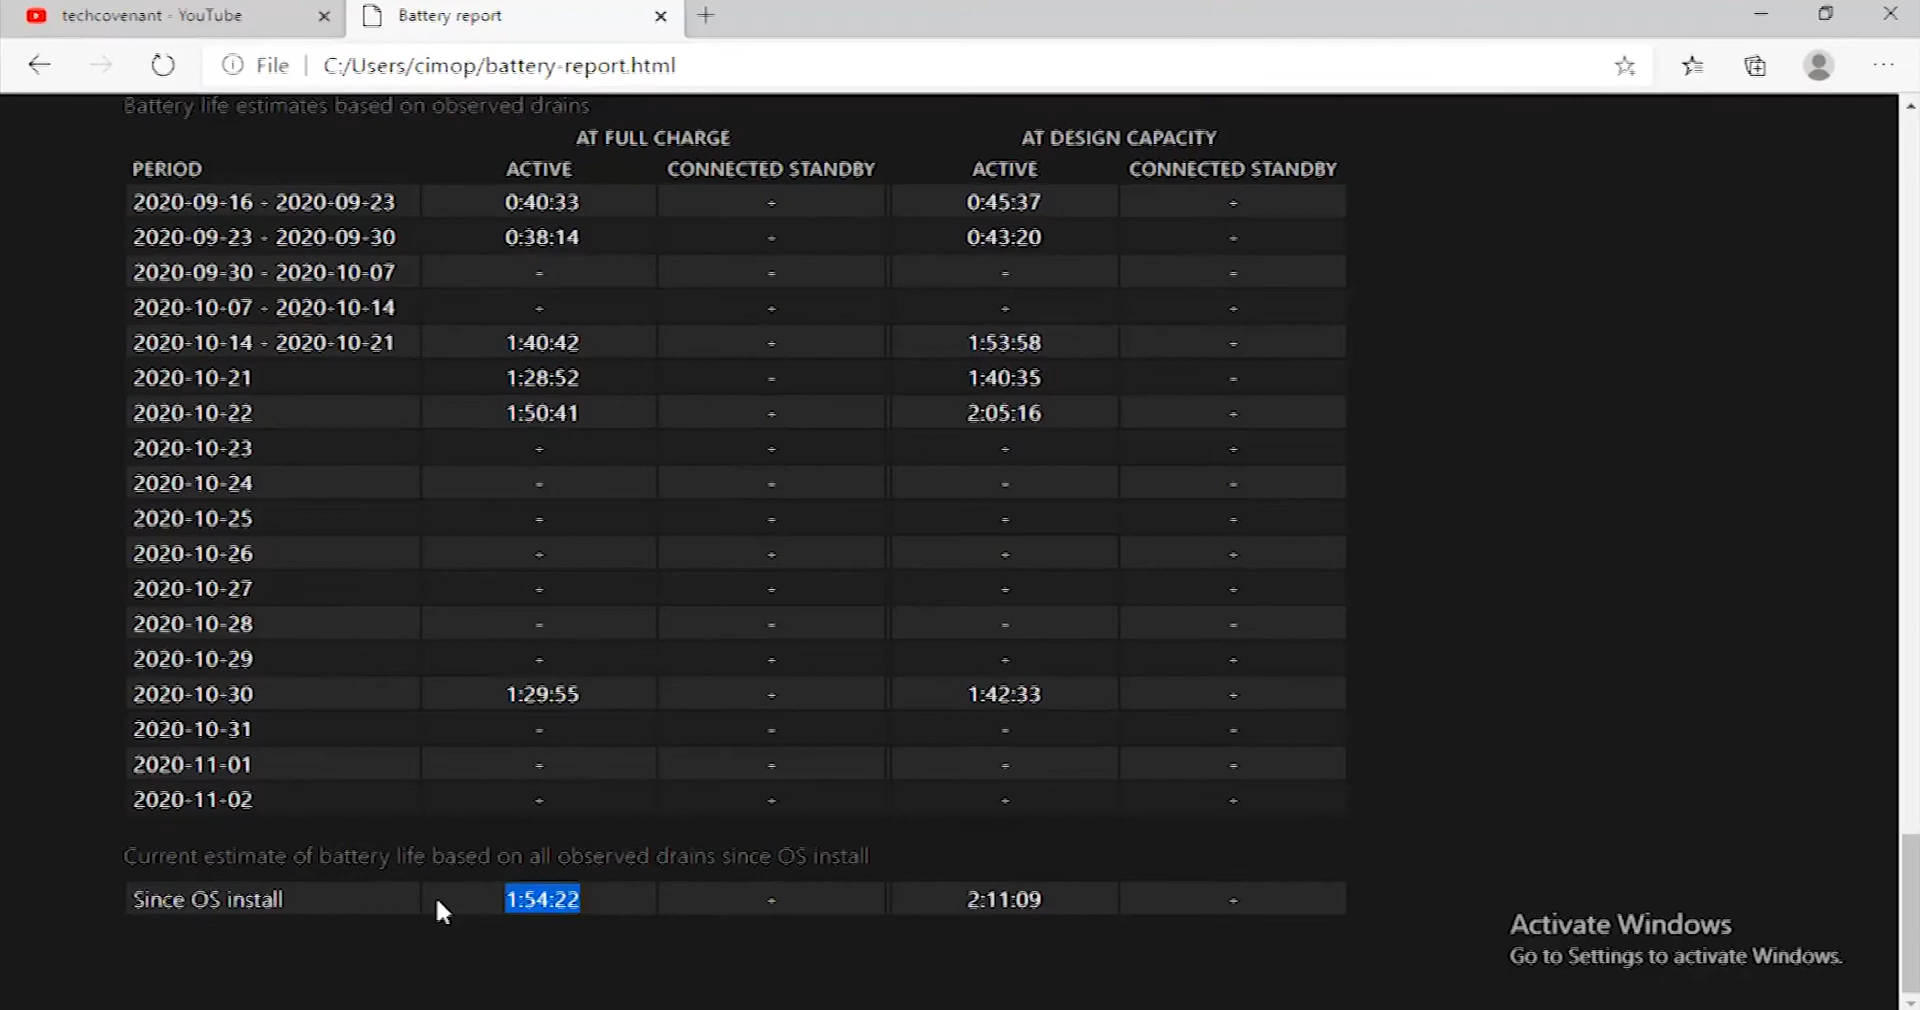 techcovenant - YouTube
Battery report
File
C:/Users/cimop/battery-report.html
Battery life estimates based on observed drains
AT FULL CHARGE AT DESIGN CAPACITY
PERIOD ACTIVE CONNECTED STANDBY ACTIVE CONNECTED STANDBY
2020-09-16 - 2020-09-23 0:40:33 - 0:45:37 -
2020-09-23 - 2020-09-30 0:38:14 - 0:43:20 -
2020-09-30 - 2020-10-07 - - - -
2020-10-07 - 2020-10-14 - - - -
2020-10-14 - 2020-10-21 1:40:42 - 1:53:58 -
2020-10-21 1:28:52 - 1:40:35 -
2020-10-22 1:50:41 - 2:05:16 -
2020-10-23 - - - -
2020-10-24 - - - -
2020-10-25 - - - -
2020-10-26 - - - -
2020-10-27 - - - -
2020-10-28 - - - -
2020-10-29 - - - -
2020-10-30 1:29:55 - 1:42:33 -
2020-10-31 - - - -
2020-11-01 - - - -
2020-11-02 - - - -
Current estimate of battery life based on all observed drains since OS install
Since OS install 1:54:22 - 2:11:09 -
Activate Windows
Go to Settings to activate Windows.